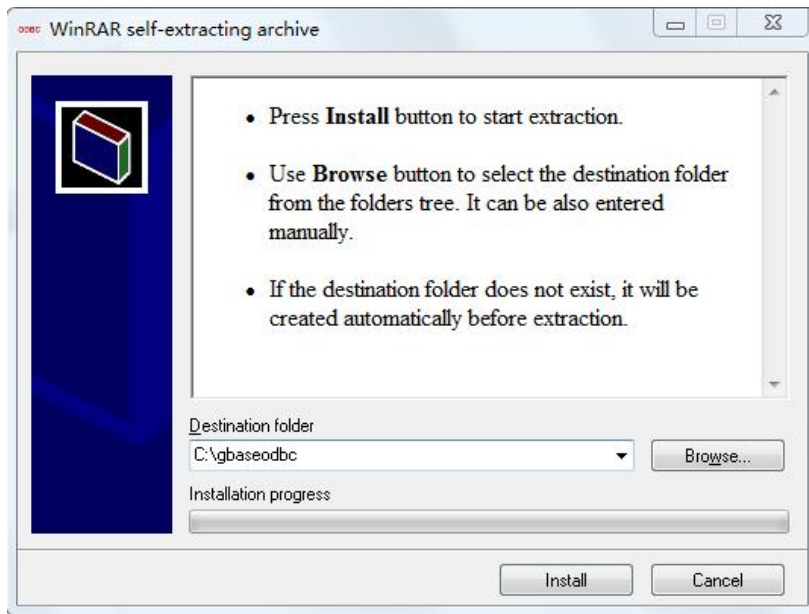 WinRAR self-extracting archive
• Press Install button to start extraction.
• Use Browse button to select the destination folder
from the folders tree. It can be also entered
manually.
• If the destination folder does not exist, it will be
created automatically before extraction.
Destination folder
C:\gbaseodbc
Browse...
Installation progress
Install
Cancel